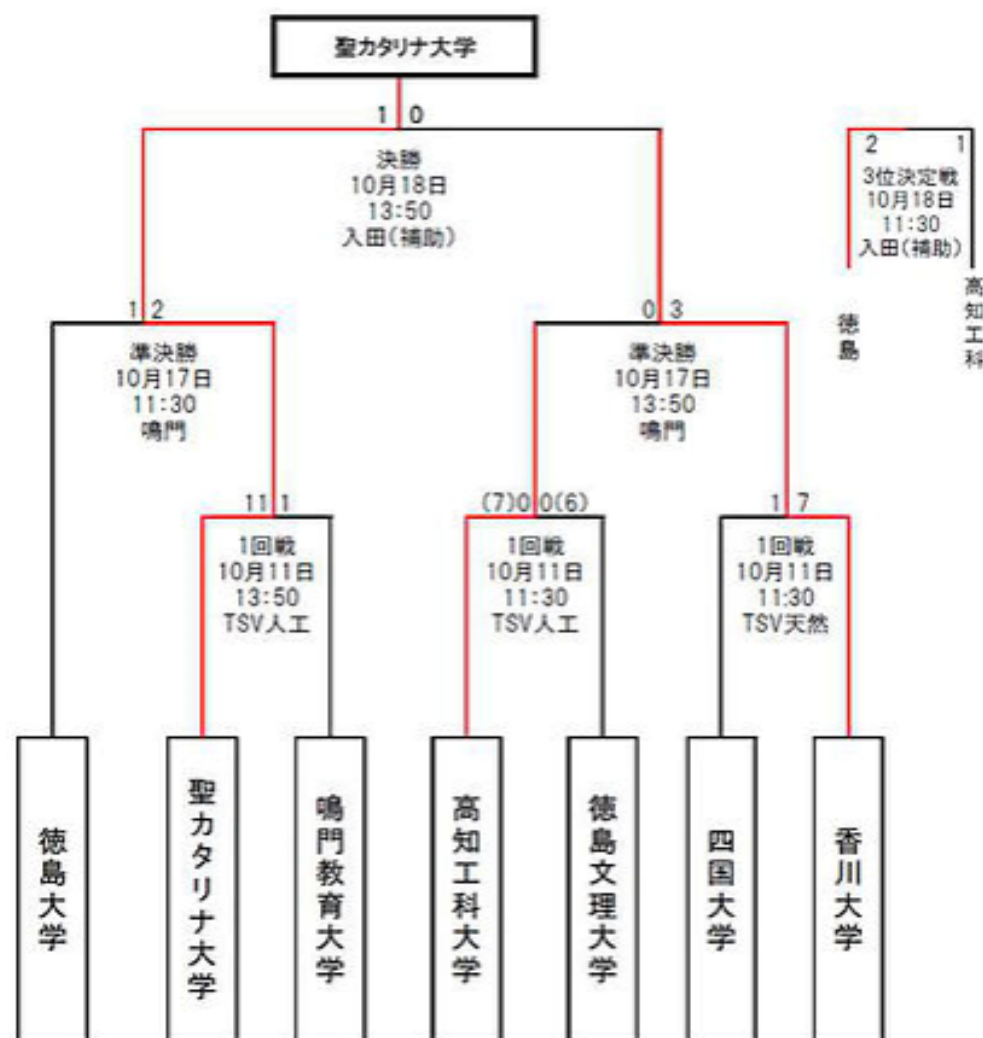 聖カタリナ大学
1 0
決勝
10月18日
13:50
入田(補助)
2 1
3位決定戦
10月18日
11:30
入田(補助)
徳島
高知工科
1 2
準決勝
10月17日
11:30
鳴門
0 3
準決勝
10月17日
13:50
鳴門
11 1
1回戦
10月11日
13:50
TSV人工
(7)0 0(6)
1回戦
10月11日
11:30
TSV人工
1 7
1回戦
10月11日
11:30
TSV天然
徳島大学
聖カタリナ大学
鳴門教育大学
高知工科大学
徳島文理大学
四国大学
香川大学